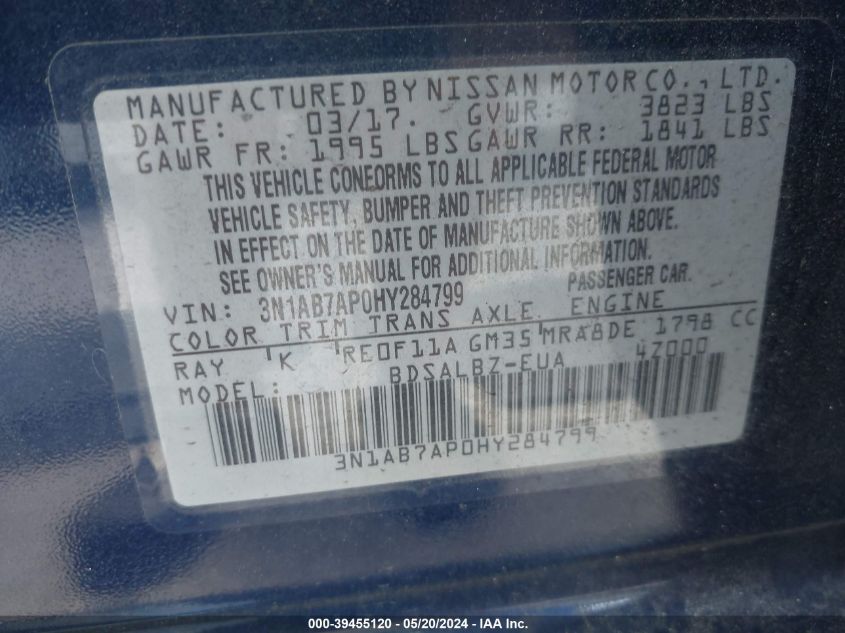 MANUFACTURED BY NISSAN MOTOR CO., LTD.
DATE: 03/17. GVWR: 3823 LBS
GAWR FR: 1995 LBS GAWR RR: 1841 LBS
THIS VEHICLE CONFORMS TO ALL APPLICABLE FEDERAL MOTOR
VEHICLE SAFETY, BUMPER AND THEFT PREVENTION STANDARDS
IN EFFECT ON THE DATE OF MANUFACTURE SHOWN ABOVE.
SEE OWNER'S MANUAL FOR ADDITIONAL INFORMATION.
VIN: 3N1AB7AP0HY284799 PASSENGER CAR.
COLOR TRIM TRANS AXLE ENGINE
RAY K RE0F11A GM35 MRA8DE 1798 CC
MODEL: BDSALBZ-EUA 4Z000
3N1AB7AP0HY284799
000-39455120 - 05/20/2024 - IAA Inc.